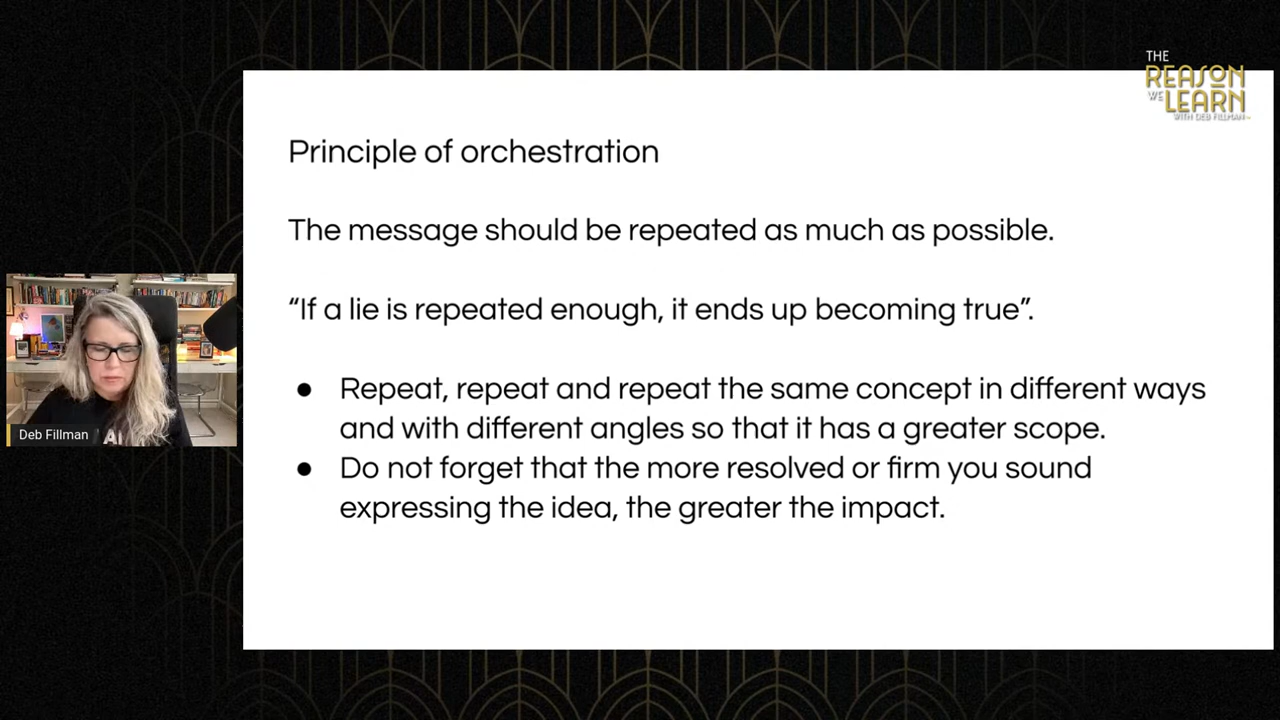 THE
REASON
WE LEARN
WITH DEB FILLMAN
Principle of orchestration
The message should be repeated as much as possible.
“If a lie is repeated enough, it ends up becoming true”.
● Repeat, repeat and repeat the same concept in different ways
and with different angles so that it has a greater scope.
● Do not forget that the more resolved or firm you sound
expressing the idea, the greater the impact.
Deb Fillman